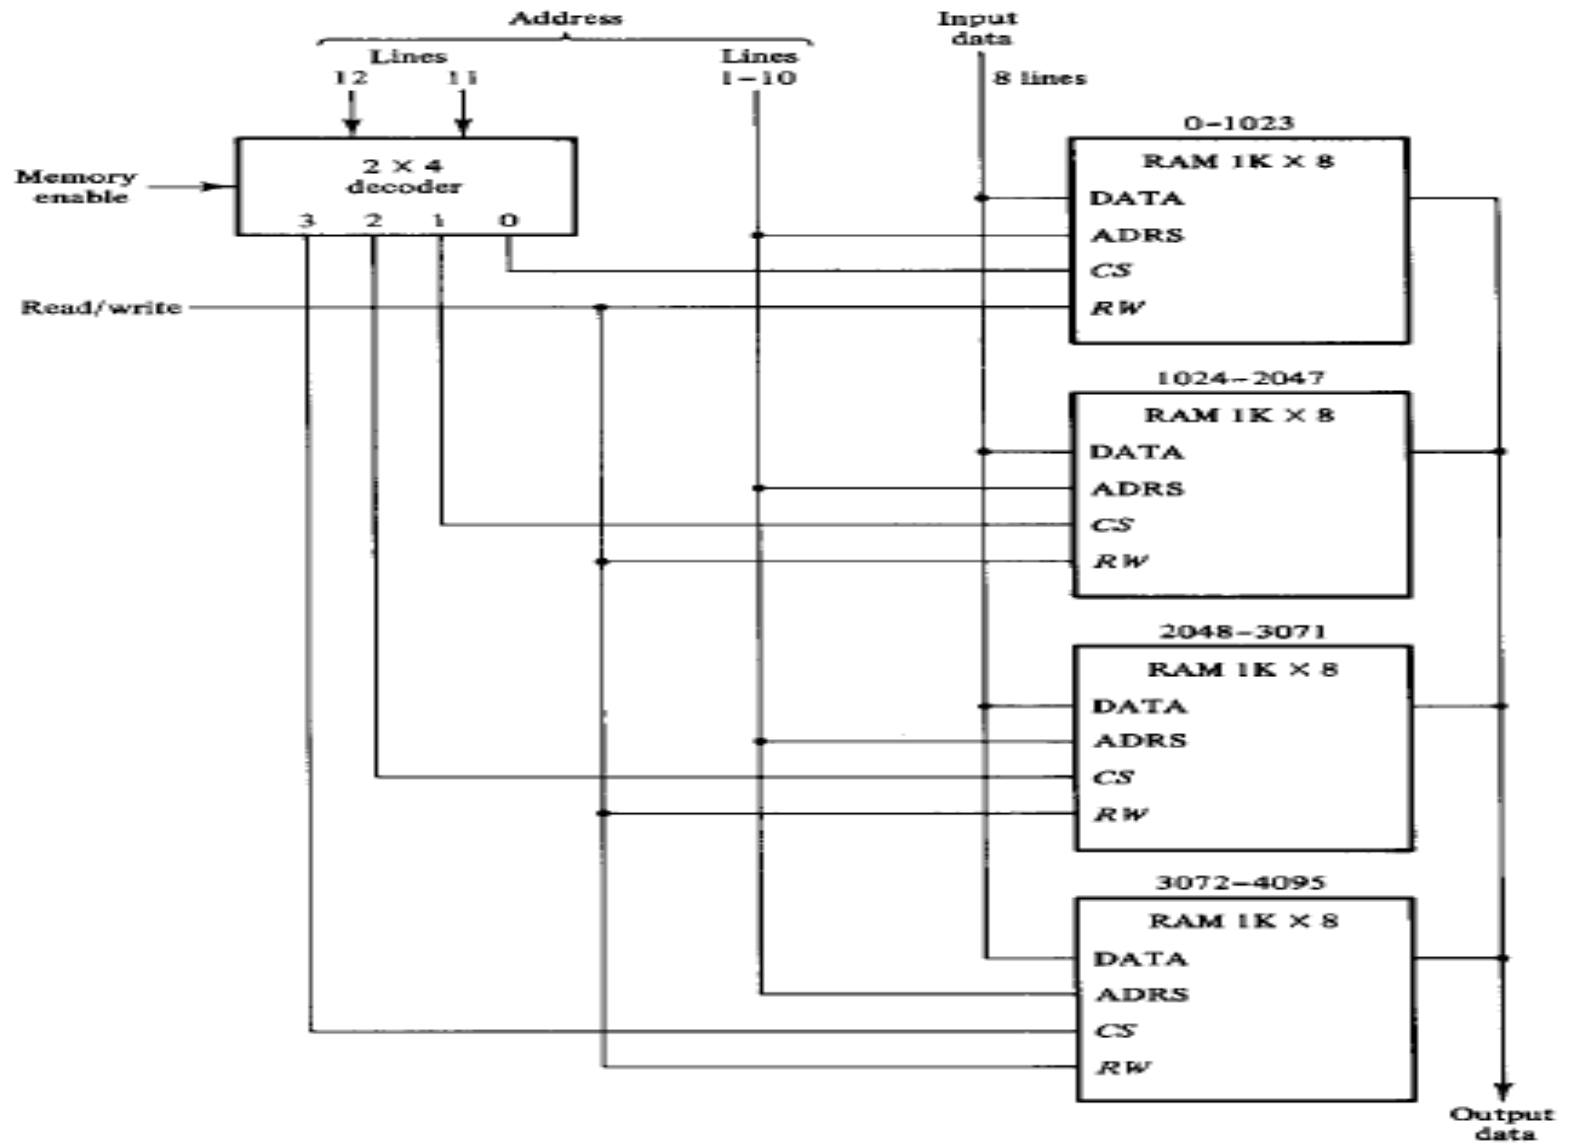 Address
Lines
12 11
Lines
1-10
Input
data
8 lines
Memory
enable
2 × 4
decoder
3 2 1 0
Read/write
0-1023
RAM 1K × 8
DATA
ADRS
CS
RW
1024-2047
RAM 1K × 8
DATA
ADRS
CS
RW
2048-3071
RAM 1K × 8
DATA
ADRS
CS
RW
3072-4095
RAM 1K × 8
DATA
ADRS
CS
RW
Output
data